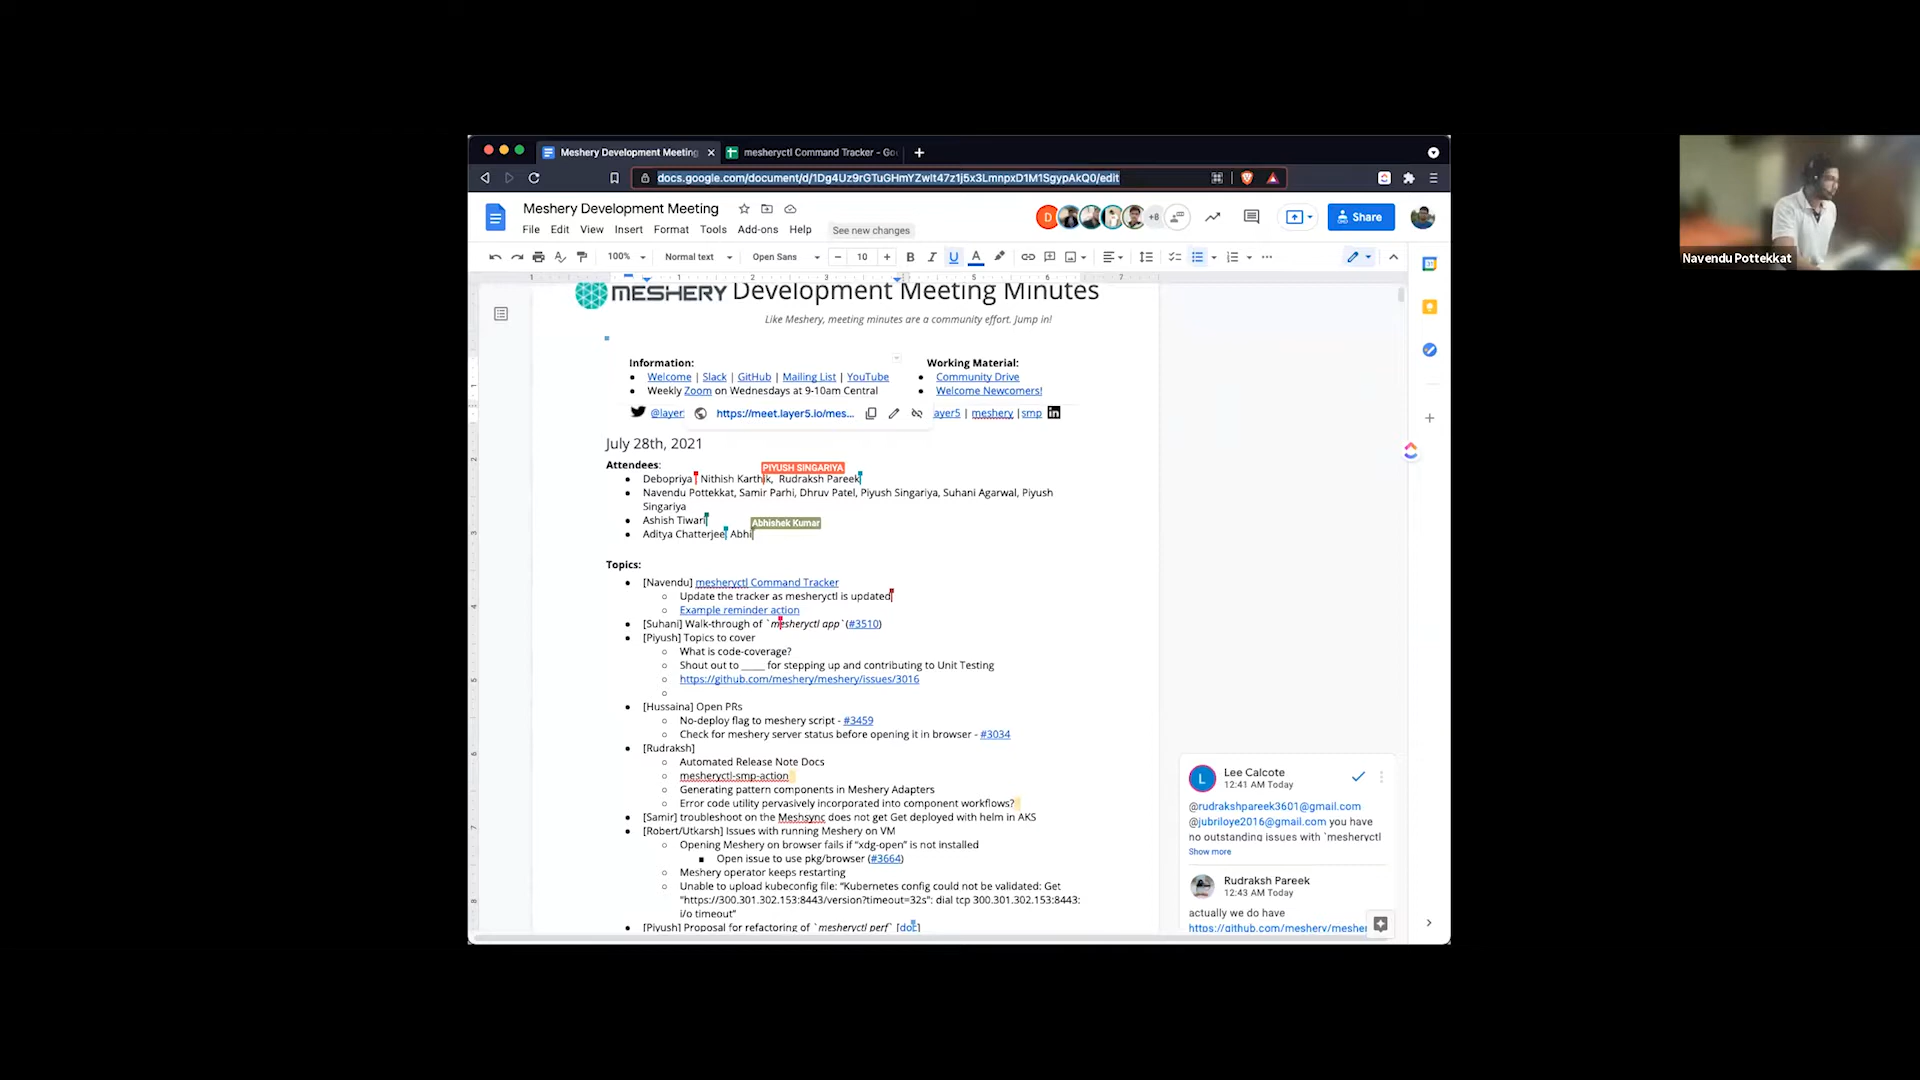 Meshery Development Meeting
mesheryctl Command Tracker - Go
docs.google.com/document/d/1Dg4Uz9rGTuGHmYZwIt47z1j5x3LmnpxD1M1SgypAkQ0/edit
Meshery Development Meeting
File Edit View Insert Format Tools Add-ons Help See new changes
D +8 Share
100% Normal text Open Sans 10
Navendu Pottekkat
MESHERY Development Meeting Minutes
Like Meshery, meeting minutes are a community effort. Jump in!
Information:
Welcome | Slack | GitHub | Mailing List | YouTube
Weekly Zoom on Wednesdays at 9-10am Central
@layer
https://meet.layer5.io/mes...
Working Material:
Community Drive
Welcome Newcomers!
ayer5 | meshery |smp
July 28th, 2021
Attendees:
PIYUSH SINGARIYA
Debopriya Nithish Karthik, Rudraksh Pareek
Navendu Pottekkat, Samir Parhi, Dhruv Patel, Piyush Singariya, Suhani Agarwal, Piyush
Singariya
Ashish Tiwari
Abhishek Kumar
Aditya Chatterjee Abhi
Topics:
[Navendu] mesheryctl Command Tracker
Update the tracker as mesheryctl is updated
Example reminder action
[Suhani] Walk-through of `mesheryctl app`(#3510)
[Piyush] Topics to cover
What is code-coverage?
Shout out to _____ for stepping up and contributing to Unit Testing
https://github.com/meshery/meshery/issues/3016
[Hussaina] Open PRs
No-deploy flag to meshery script - #3459
Check for meshery server status before opening it in browser - #3034
[Rudraksh]
Automated Release Note Docs
mesheryctl-smp-action
Generating pattern components in Meshery Adapters
Error code utility pervasively incorporated into component workflows?
[Samir] troubleshoot on the Meshsync does not get Get deployed with helm in AKS
[Robert/Utkarsh] Issues with running Meshery on VM
Opening Meshery on browser fails if "xdg-open" is not installed
Open issue to use pkg/browser (#3664)
Meshery operator keeps restarting
Unable to upload kubeconfig file: "Kubernetes config could not be validated: Get
"https://300.301.302.153:8443/version?timeout=32s": dial tcp 300.301.302.153:8443:
i/o timeout"
[Piyush] Proposal for refactoring of `mesheryctl perf` [doc]
L
Lee Calcote
12:41 AM Today
@rudrakshpareek3601@gmail.com
@jubriloye2016@gmail.com you have
no outstanding issues with `mesheryctl
Show more
Rudraksh Pareek
12:43 AM Today
actually we do have
https://github.com/meshery/mesher